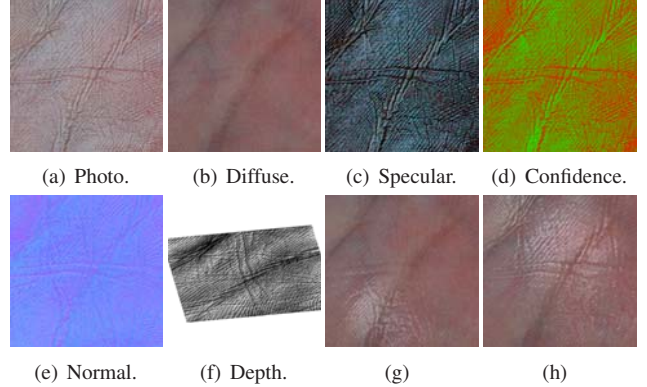 (a) Photo. (b) Diffuse. (c) Specular. (d) Confidence.
(e) Normal. (f) Depth. (g) (h)